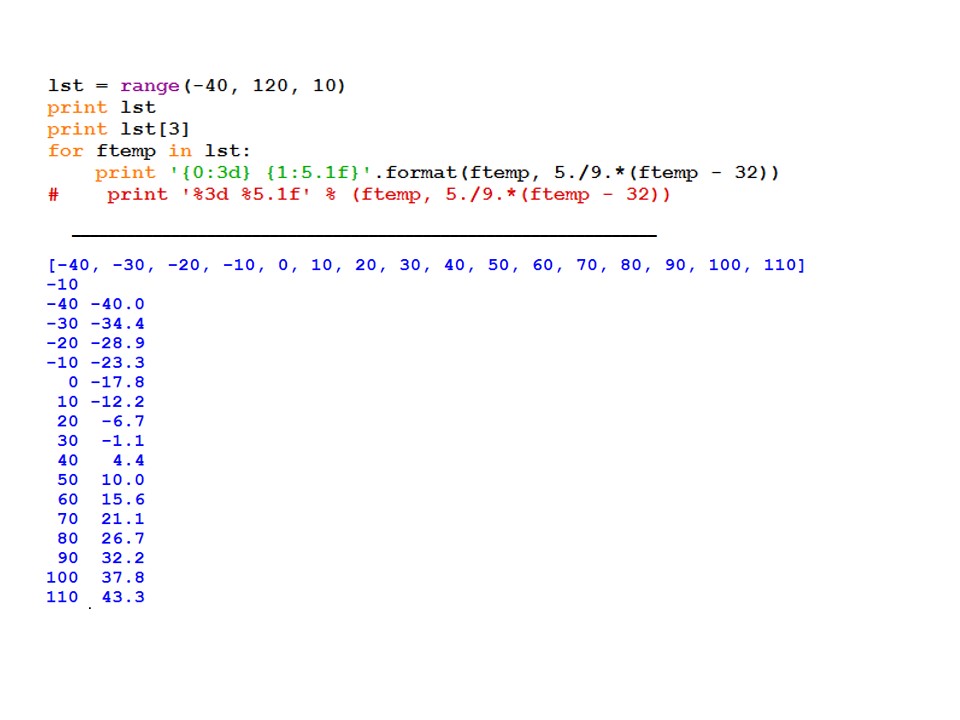 lst = range(-40, 120, 10)
print lst
print lst[3]
for ftemp in lst:
    print '{0:3d} {1:5.1f}'.format(ftemp, 5./9.*(ftemp - 32))
#    print '%3d %5.1f' % (ftemp, 5./9.*(ftemp - 32))
[-40, -30, -20, -10, 0, 10, 20, 30, 40, 50, 60, 70, 80, 90, 100, 110]
-10
-40 -40.0
-30 -34.4
-20 -28.9
-10 -23.3
  0 -17.8
 10 -12.2
 20  -6.7
 30  -1.1
 40   4.4
 50  10.0
 60  15.6
 70  21.1
 80  26.7
 90  32.2
100  37.8
110  43.3